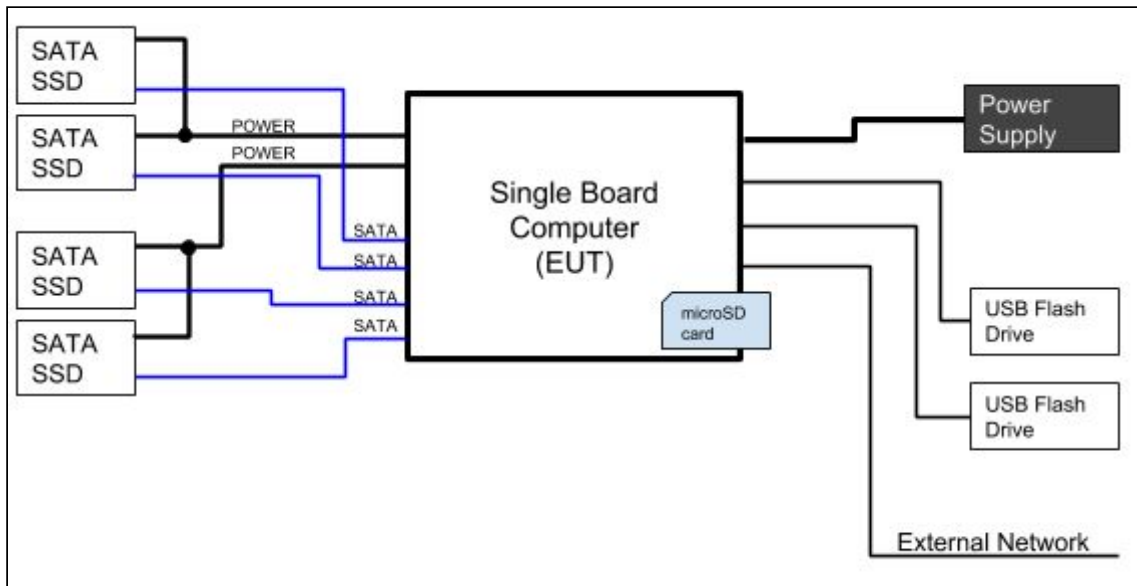 SATA
SSD
SATA
SSD
SATA
SSD
SATA
SSD
POWER
POWER
SATA
SATA
SATA
SATA
Single Board
Computer
(EUT)
microSD
card
Power
Supply
USB Flash
Drive
USB Flash
Drive
External Network